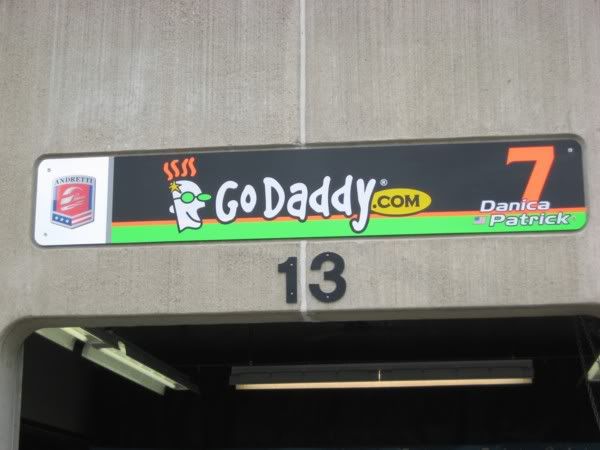 ANDRETTI
GoDaddy®.COM
7
Danica
Patrick
13